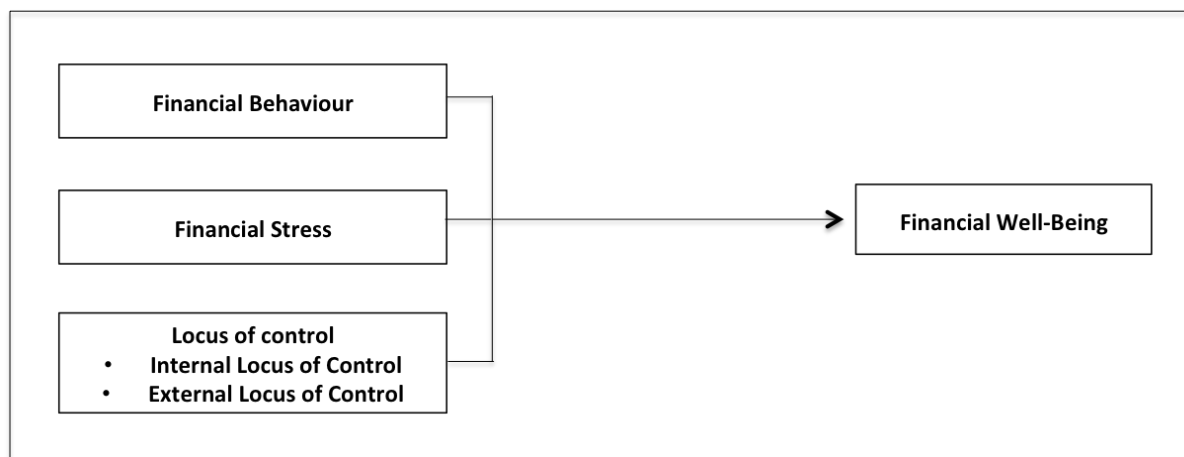 Financial Behaviour
Financial Stress
Locus of control
• Internal Locus of Control
• External Locus of Control
Financial Well-Being